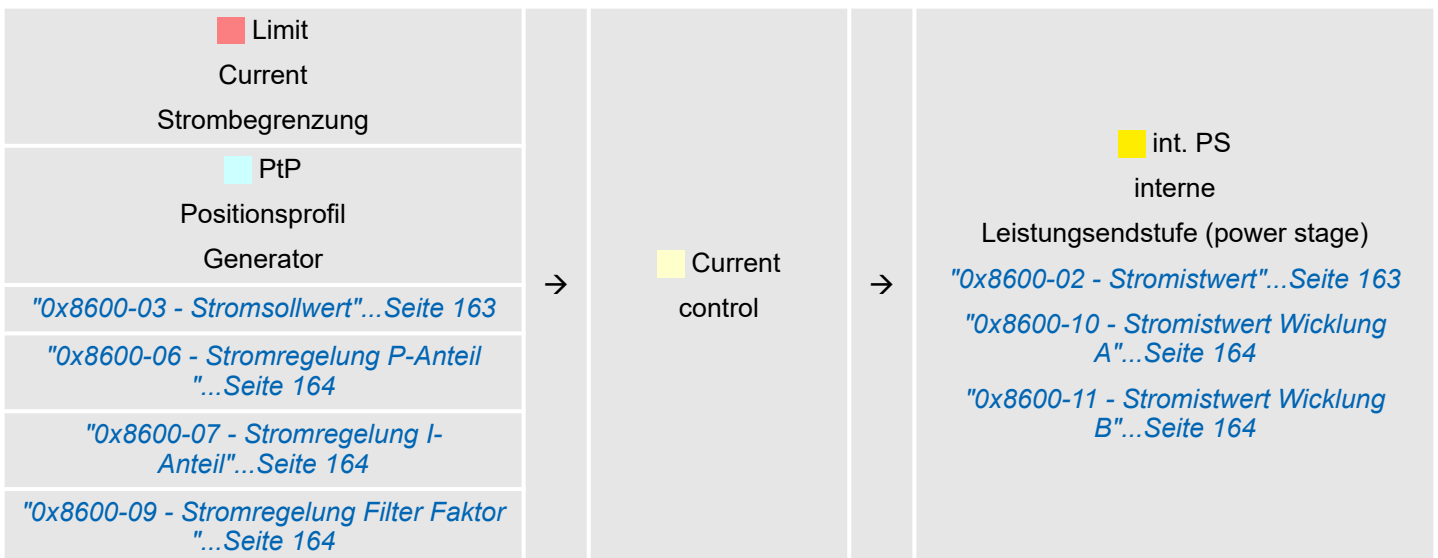 Limit
Current
Strombegrenzung
PtP
Positionsprofil
Generator
"0x8600-03 - Stromsollwert"...Seite 163
"0x8600-06 - Stromregelung P-Anteil
"...Seite 164
"0x8600-07 - Stromregelung I-
Anteil"...Seite 164
"0x8600-09 - Stromregelung Filter Faktor
"...Seite 164
→
Current
control
→
int. PS
interne
Leistungsendstufe (power stage)
"0x8600-02 - Stromistwert"...Seite 163
"0x8600-10 - Stromistwert Wicklung
A"...Seite 164
"0x8600-11 - Stromistwert Wicklung
B"...Seite 164